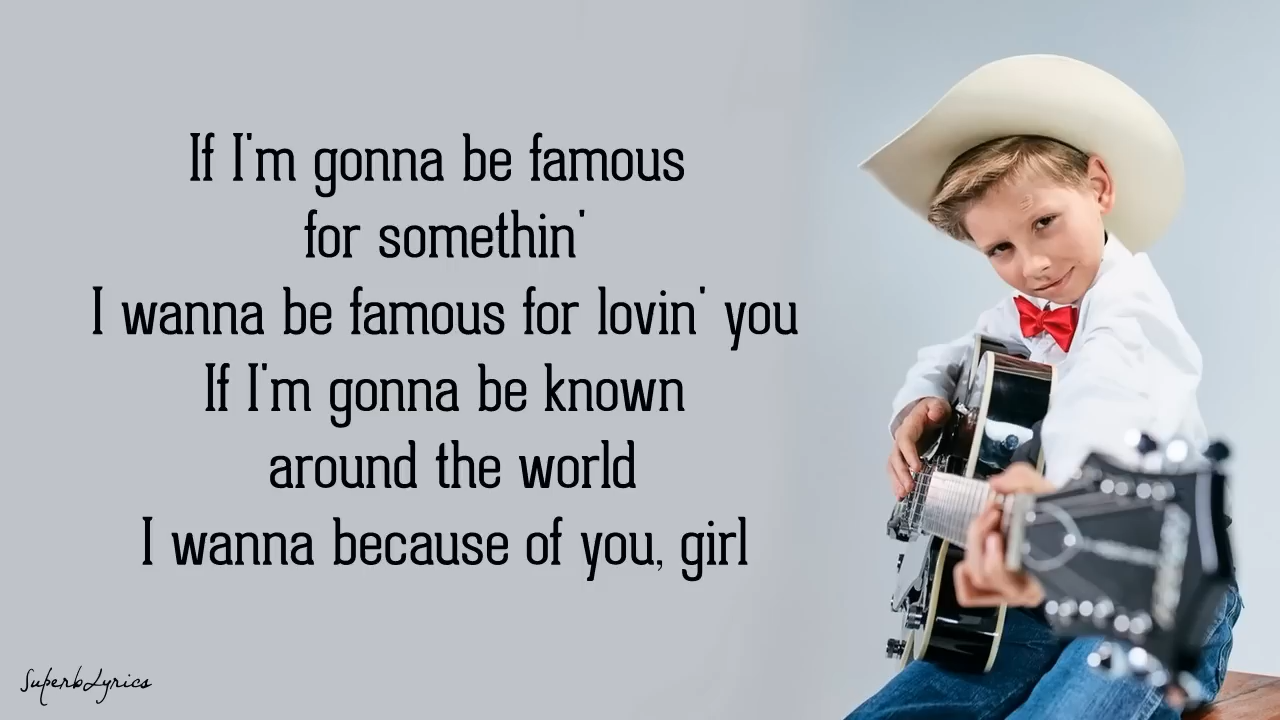 If I'm gonna be famous
for somethin'
I wanna be famous for lovin' you
If I'm gonna be known
around the world
I wanna because of you, girl
SuperbLyrics